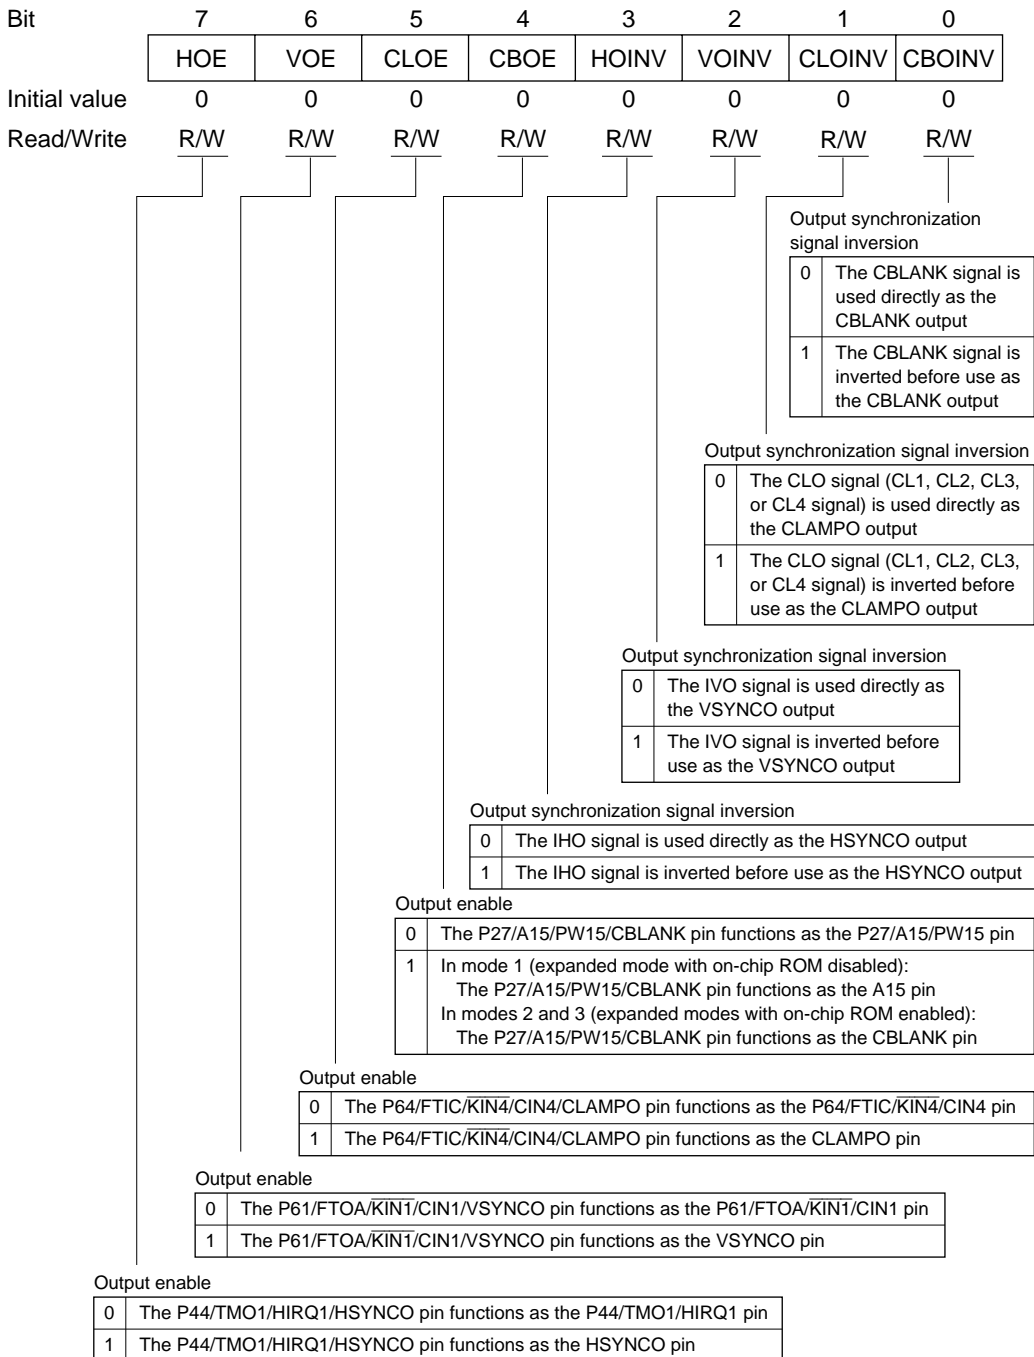 Bit 7 6 5 4 3 2 1 0
HOE VOE CLOE CBOE HOINV VOINV CLOINV CBOINV
Initial value 0 0 0 0 0 0 0 0
Read/Write R/W R/W R/W R/W R/W R/W R/W R/W
Output synchronization
signal inversion
0 The CBLANK signal is
used directly as the
CBLANK output
1 The CBLANK signal is
inverted before use as
the CBLANK output
Output synchronization signal inversion
0 The CLO signal (CL1, CL2, CL3,
or CL4 signal) is used directly as
the CLAMPO output
1 The CLO signal (CL1, CL2, CL3,
or CL4 signal) is inverted before
use as the CLAMPO output
Output synchronization signal inversion
0 The IVO signal is used directly as
the VSYNCO output
1 The IVO signal is inverted before
use as the VSYNCO output
Output synchronization signal inversion
0 The IHO signal is used directly as the HSYNCO output
1 The IHO signal is inverted before use as the HSYNCO output
Output enable
0 The P27/A15/PW15/CBLANK pin functions as the P27/A15/PW15 pin
1 In mode 1 (expanded mode with on-chip ROM disabled):
The P27/A15/PW15/CBLANK pin functions as the A15 pin
In modes 2 and 3 (expanded modes with on-chip ROM enabled):
The P27/A15/PW15/CBLANK pin functions as the CBLANK pin
Output enable
0 The P64/FTIC/K̅I̅N̅4̅/CIN4/CLAMPO pin functions as the P64/FTIC/K̅I̅N̅4̅/CIN4 pin
1 The P64/FTIC/K̅I̅N̅4̅/CIN4/CLAMPO pin functions as the CLAMPO pin
Output enable
0 The P61/FTOA/K̅I̅N̅1̅/CIN1/VSYNCO pin functions as the P61/FTOA/K̅I̅N̅1̅/CIN1 pin
1 The P61/FTOA/K̅I̅N̅1̅/CIN1/VSYNCO pin functions as the VSYNCO pin
Output enable
0 The P44/TMO1/HIRQ1/HSYNCO pin functions as the P44/TMO1/HIRQ1 pin
1 The P44/TMO1/HIRQ1/HSYNCO pin functions as the HSYNCO pin